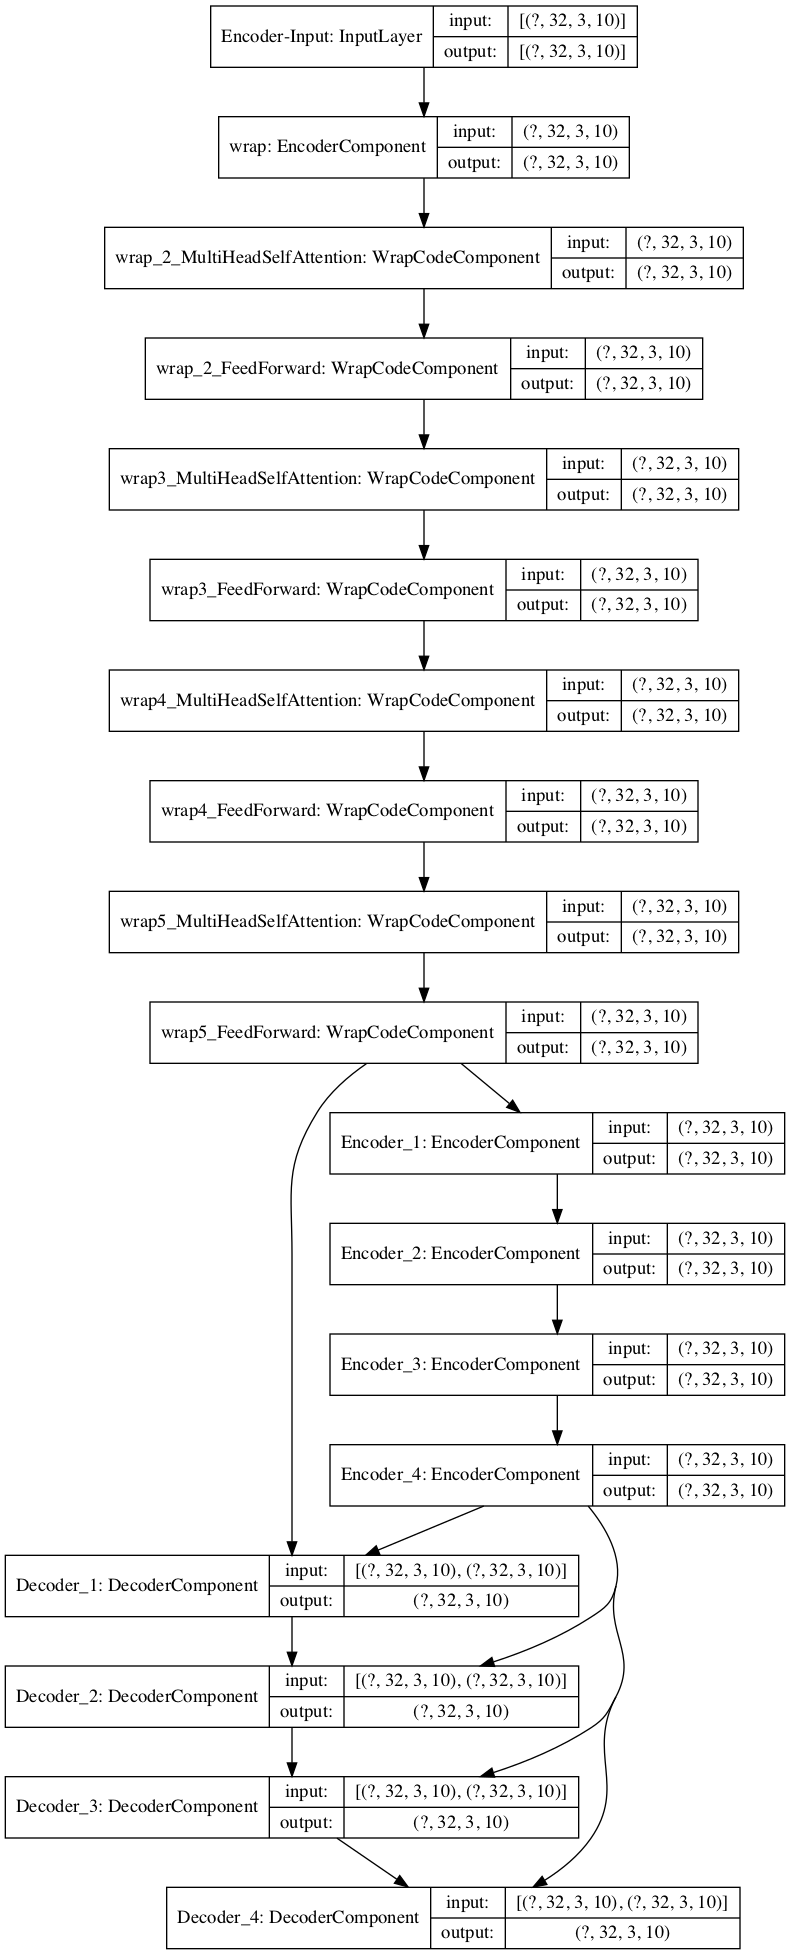 Encoder-Input: InputLayer
input: [(?, 32, 3, 10)]
output: [(?, 32, 3, 10)]
wrap: EncoderComponent
input: (?, 32, 3, 10)
output: (?, 32, 3, 10)
wrap_2_MultiHeadSelfAttention: WrapCodeComponent
input: (?, 32, 3, 10)
output: (?, 32, 3, 10)
wrap_2_FeedForward: WrapCodeComponent
input: (?, 32, 3, 10)
output: (?, 32, 3, 10)
wrap3_MultiHeadSelfAttention: WrapCodeComponent
input: (?, 32, 3, 10)
output: (?, 32, 3, 10)
wrap3_FeedForward: WrapCodeComponent
input: (?, 32, 3, 10)
output: (?, 32, 3, 10)
wrap4_MultiHeadSelfAttention: WrapCodeComponent
input: (?, 32, 3, 10)
output: (?, 32, 3, 10)
wrap4_FeedForward: WrapCodeComponent
input: (?, 32, 3, 10)
output: (?, 32, 3, 10)
wrap5_MultiHeadSelfAttention: WrapCodeComponent
input: (?, 32, 3, 10)
output: (?, 32, 3, 10)
wrap5_FeedForward: WrapCodeComponent
input: (?, 32, 3, 10)
output: (?, 32, 3, 10)
Encoder_1: EncoderComponent
input: (?, 32, 3, 10)
output: (?, 32, 3, 10)
Encoder_2: EncoderComponent
input: (?, 32, 3, 10)
output: (?, 32, 3, 10)
Encoder_3: EncoderComponent
input: (?, 32, 3, 10)
output: (?, 32, 3, 10)
Encoder_4: EncoderComponent
input: (?, 32, 3, 10)
output: (?, 32, 3, 10)
Decoder_1: DecoderComponent
input: [(?, 32, 3, 10), (?, 32, 3, 10)]
output: (?, 32, 3, 10)
Decoder_2: DecoderComponent
input: [(?, 32, 3, 10), (?, 32, 3, 10)]
output: (?, 32, 3, 10)
Decoder_3: DecoderComponent
input: [(?, 32, 3, 10), (?, 32, 3, 10)]
output: (?, 32, 3, 10)
Decoder_4: DecoderComponent
input: [(?, 32, 3, 10), (?, 32, 3, 10)]
output: (?, 32, 3, 10)